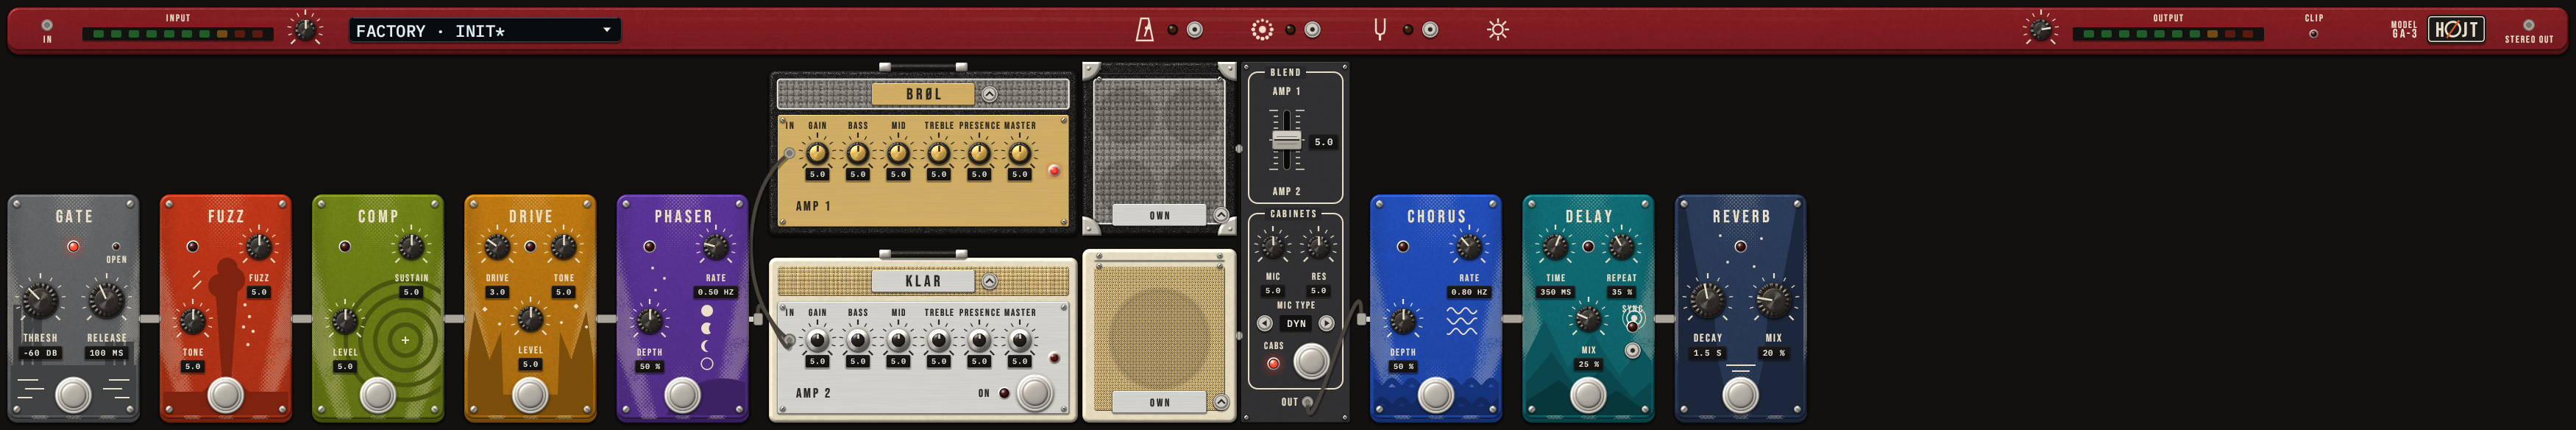 INPUT
IN
FACTORY · INIT*
OUTPUT
CLIP
MODEL
GA-3
HØJT
STEREO OUT
GATE
OPEN
THRESH
RELEASE
-60 DB
100 MS
FUZZ
FUZZ
5.0
TONE
5.0
COMP
SUSTAIN
5.0
LEVEL
5.0
DRIVE
DRIVE
TONE
3.0
5.0
LEVEL
5.0
PHASER
RATE
0.50 HZ
DEPTH
50 %
BRØL
IN GAIN BASS MID TREBLE PRESENCE MASTER
5.0 5.0 5.0 5.0 5.0 5.0
AMP 1
OWN
KLAR
IN GAIN BASS MID TREBLE PRESENCE MASTER
5.0 5.0 5.0 5.0 5.0 5.0
AMP 2
ON
OWN
BLEND
AMP 1
5.0
AMP 2
CABINETS
MIC RES
5.0 5.0
MIC TYPE
DYN
CABS
OUT
CHORUS
RATE
0.80 HZ
DEPTH
50 %
DELAY
TIME
REPEAT
350 MS
35 %
SYNC
MIX
25 %
REVERB
DECAY
MIX
1.5 S
20 %